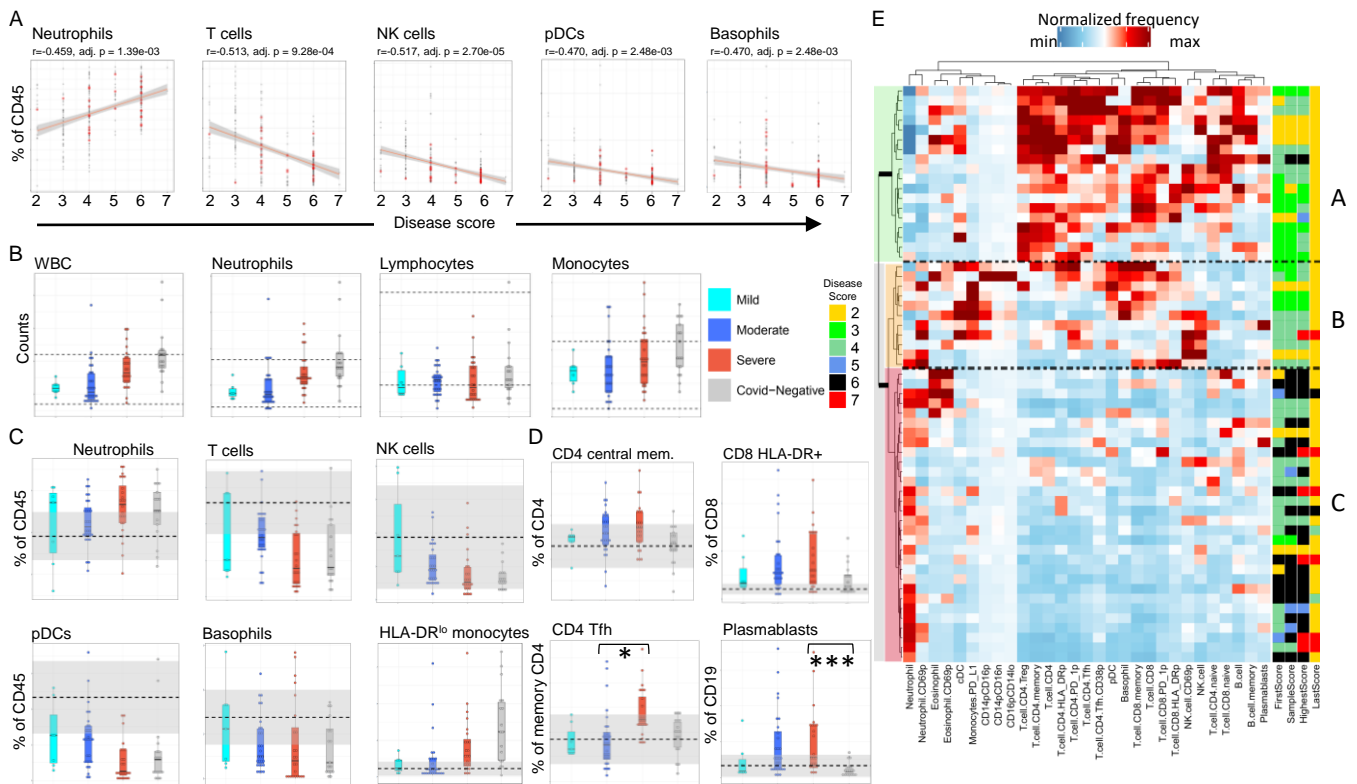 A
Neutrophils
r=-0.459, adj. p = 1.39e-03
T cells
r=-0.513, adj. p = 9.28e-04
NK cells
r=-0.517, adj. p = 2.70e-05
pDCs
r=-0.470, adj. p = 2.48e-03
Basophils
r=-0.470, adj. p = 2.48e-03
% of CD45
2 3 4 5 6 7
2 3 4 5 6 7
2 3 4 5 6 7
2 3 4 5 6 7
2 3 4 5 6 7
Disease score
B
WBC
Neutrophils
Lymphocytes
Monocytes
Counts
Mild
Moderate
Severe
Covid-Negative
Disease
Score
2
3
4
5
6
7
C
Neutrophils
T cells
NK cells
% of CD45
pDCs
Basophils
HLA-DRlo monocytes
% of CD45
D
CD4 central mem.
CD8 HLA-DR+
% of CD4
% of CD8
CD4 Tfh
Plasmablasts
% of memory CD4
% of CD19
*
***
E
Normalized frequency
min
max
A
B
C
Neutrophil
Neutrophil.CD69p
Eosinophil
Eosinophil.CD69p
cDC
Monocytes.PD_L1
CD14pCD16p
CD14pCD16n
CD16pCD14lo
T.cell.CD4.Treg
T.cell.CD4.memory
T.cell.CD4
T.cell.CD4.HLA_DRp
T.cell.CD4.PD_1p
T.cell.CD4.Tfh
T.cell.CD4.Tfh.CD38p
pDC
Basophil
T.cell.CD8.memory
T.cell.CD8
T.cell.CD8.PD_1p
T.cell.CD8.HLA_DRp
NK.cell.CD69p
NK.cell
T.cell.CD4.naive
T.cell.CD8.naive
B.cell
B.cell.memory
Plasmablasts
FirstScore
SampleScore
HighestScore
LastScore